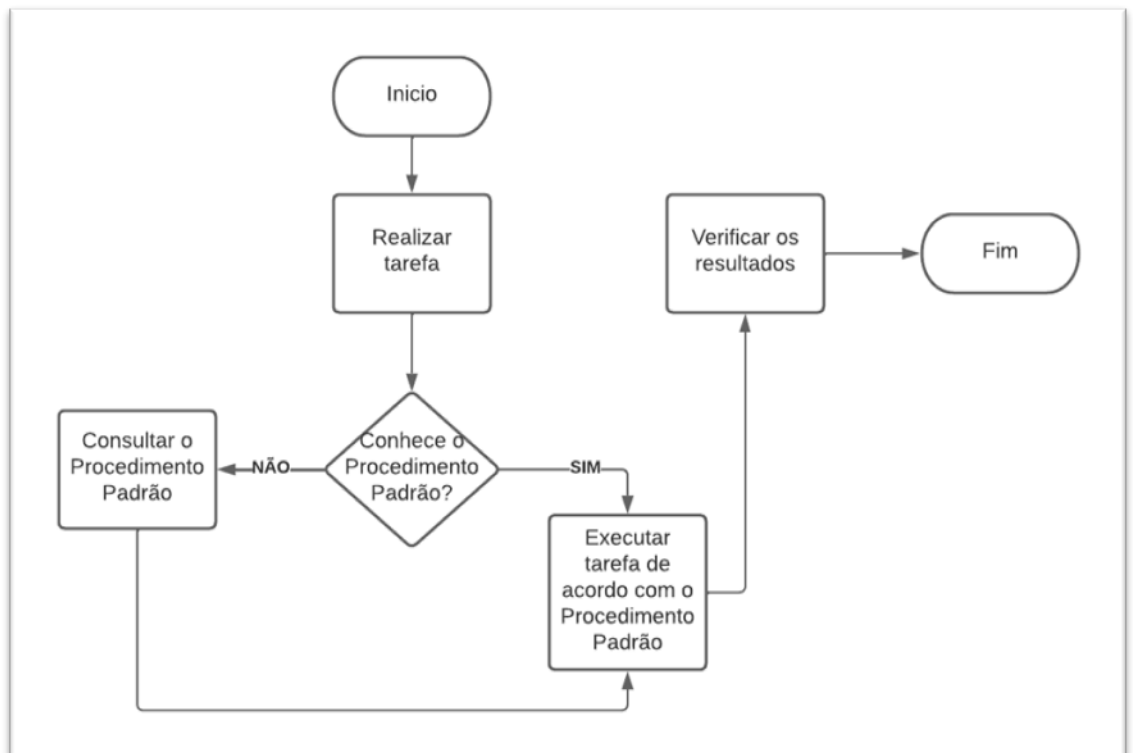 Inicio
Realizar
tarefa
Verificar os
resultados
Fim
Conhece o
Procedimento
Padrão?
NÃO
SIM
Consultar o
Procedimento
Padrão
Executar
tarefa de
acordo com o
Procedimento
Padrão